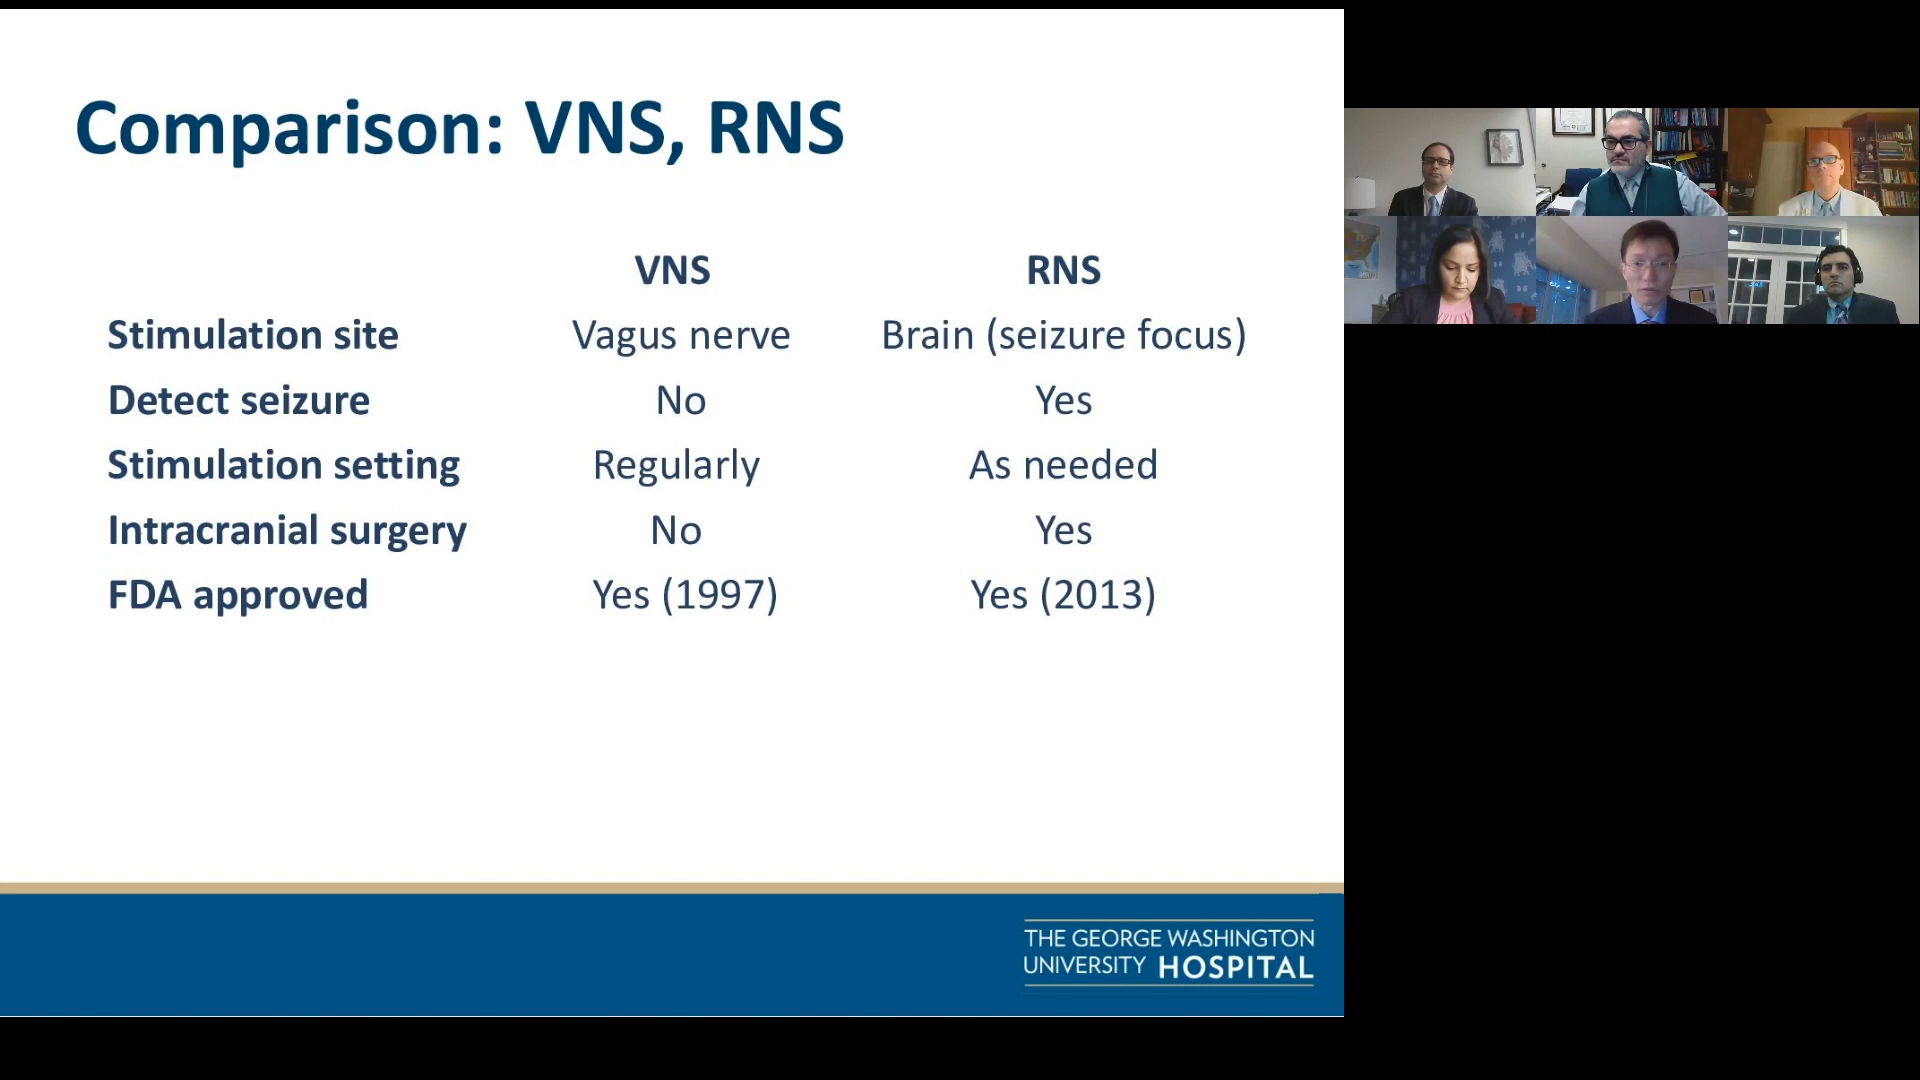 Comparison: VNS, RNS
VNS RNS
Stimulation site Vagus nerve Brain (seizure focus)
Detect seizure No Yes
Stimulation setting Regularly As needed
Intracranial surgery No Yes
FDA approved Yes (1997) Yes (2013)
THE GEORGE WASHINGTON
UNIVERSITY HOSPITAL